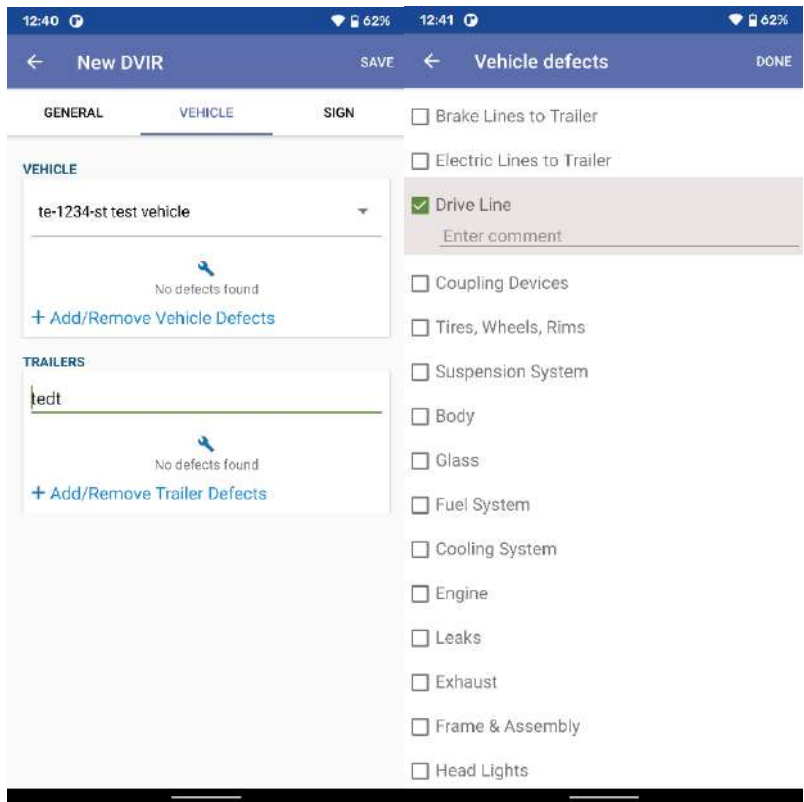 12:40
62%
New DVIR
SAVE
GENERAL
VEHICLE
SIGN
VEHICLE
te-1234-st test vehicle
No defects found
+ Add/Remove Vehicle Defects
TRAILERS
tedt
No defects found
+ Add/Remove Trailer Defects
12:41
62%
Vehicle defects
DONE
Brake Lines to Trailer
Electric Lines to Trailer
Drive Line
Enter comment
Coupling Devices
Tires, Wheels, Rims
Suspension System
Body
Glass
Fuel System
Cooling System
Engine
Leaks
Exhaust
Frame & Assembly
Head Lights